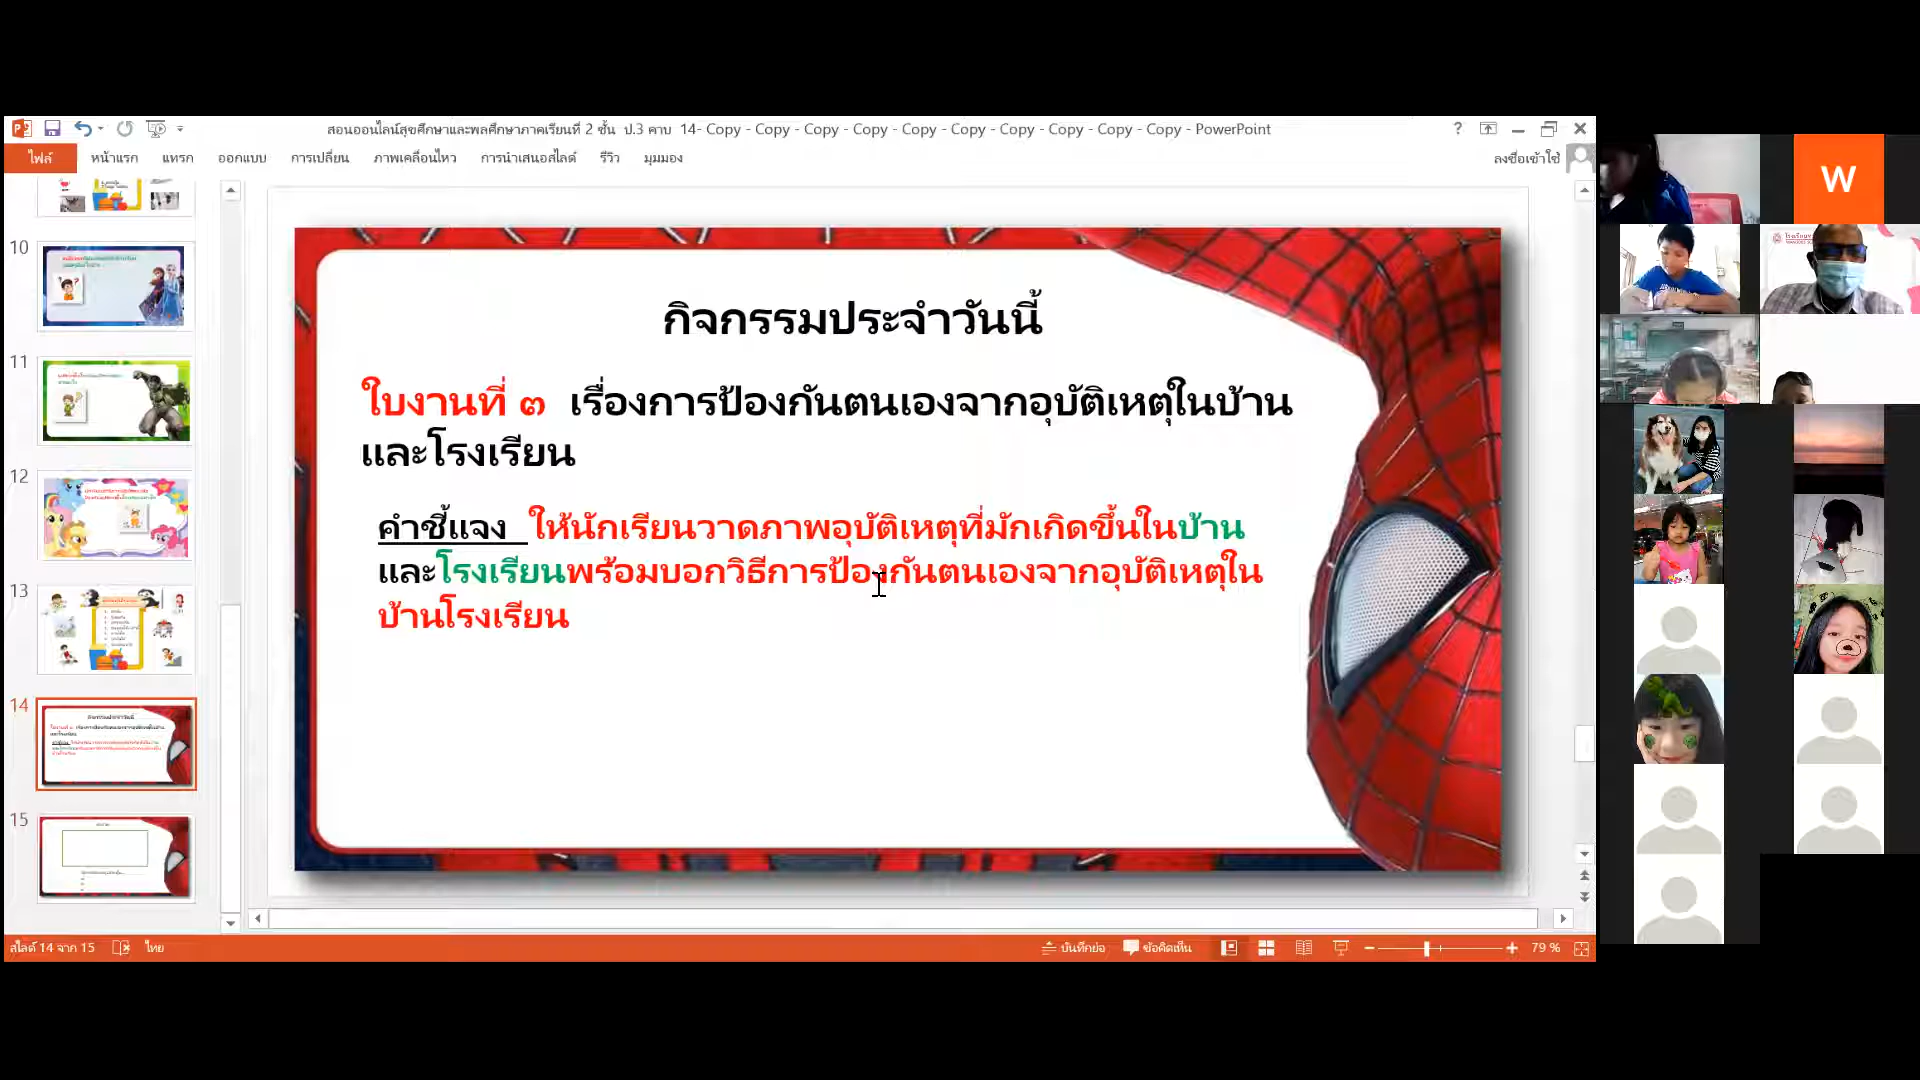 สอนออนไลน์สุขศึกษาและพลศึกษาภาคเรียนที่ 2 ชั้น ป.3 คาบ 14- Copy - Copy - Copy - Copy - Copy - Copy - Copy - Copy - Copy - Copy - PowerPoint
ไฟล์ หน้าแรก แทรก ออกแบบ การเปลี่ยน ภาพเคลื่อนไหว การนำเสนอสไลด์ รีวิว มุมมอง ลงชื่อเข้าใช้
10
11
12
13
14
15
กิจกรรมประจำวันนี้
ใบงานที่ ๓ เรื่องการป้องกันตนเองจากอุบัติเหตุในบ้าน
และโรงเรียน
คำชี้แจง ให้นักเรียนวาดภาพอุบัติเหตุที่มักเกิดขึ้นในบ้าน
และโรงเรียนพร้อมบอกวิธีการป้องกันตนเองจากอุบัติเหตุใน
บ้านโรงเรียน
W
สไลด์ 14 จาก 15 ไทย บันทึกย่อ ข้อคิดเห็น 79 %